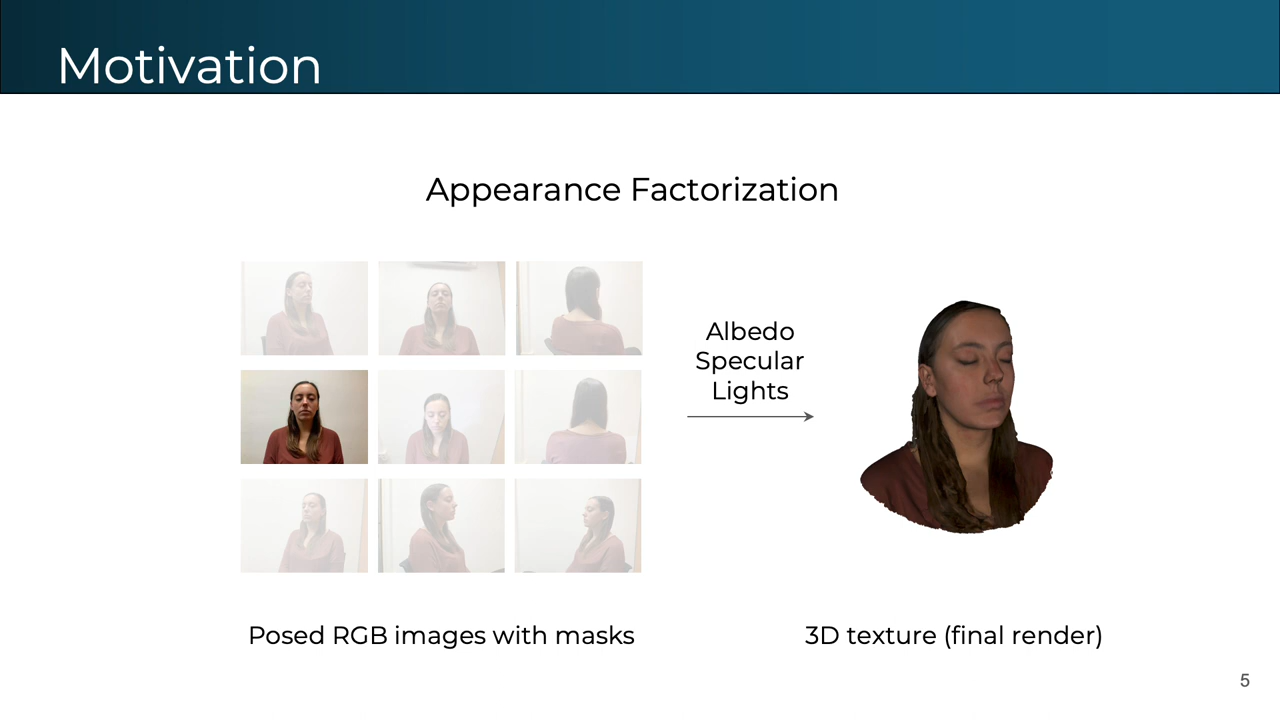 Motivation
Appearance Factorization
Albedo
Specular
Lights
Posed RGB images with masks
3D texture (final render)
5